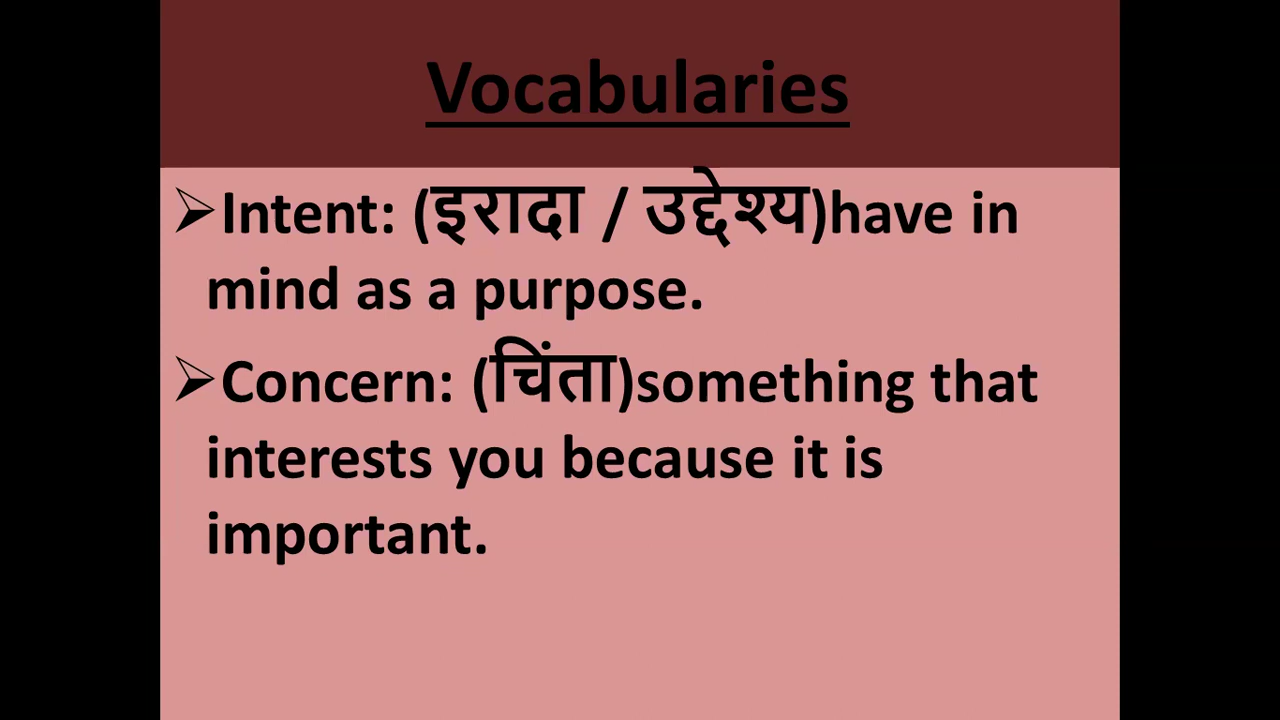 Vocabularies
➢Intent: (इरादा / उद्देश्य)have in
mind as a purpose.
➢Concern: (चिंता)something that
interests you because it is
important.